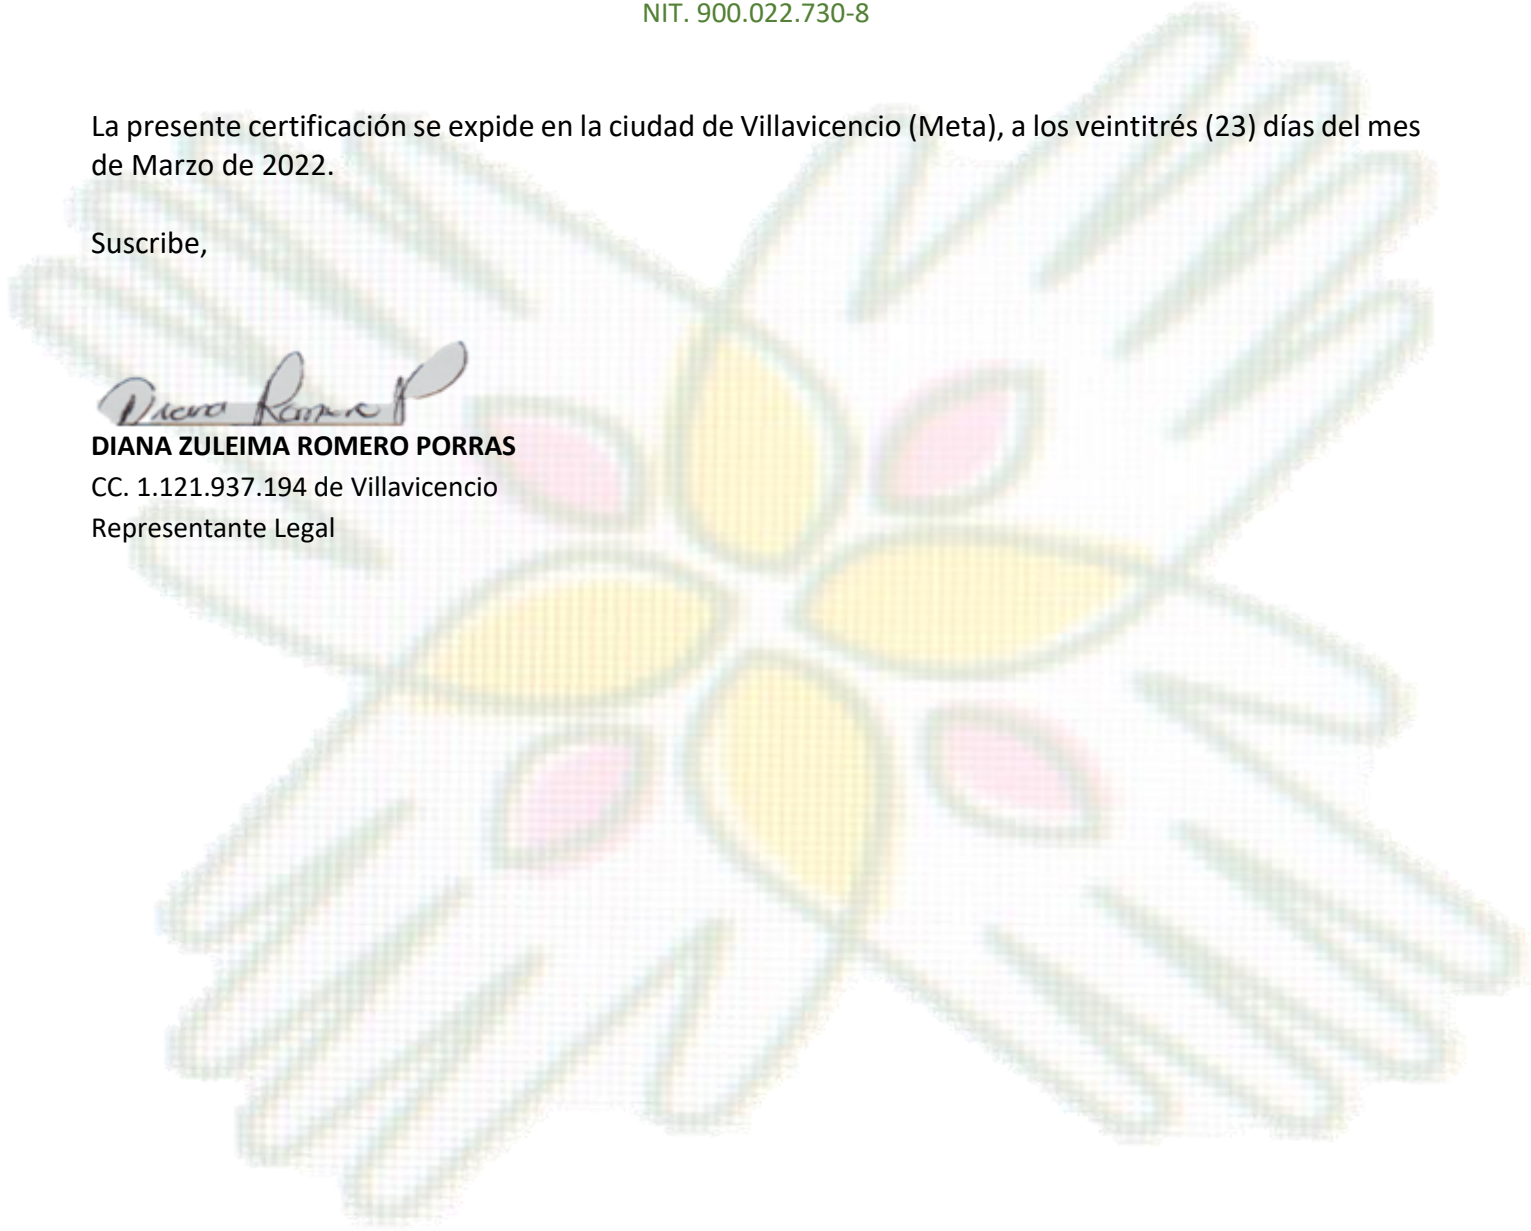 NIT. 900.022.730-8
La presente certificación se expide en la ciudad de Villavicencio (Meta), a los veintitrés (23) días del mes
de Marzo de 2022.
Suscribe,
Diana Romero P
DIANA ZULEIMA ROMERO PORRAS
CC. 1.121.937.194 de Villavicencio
Representante Legal